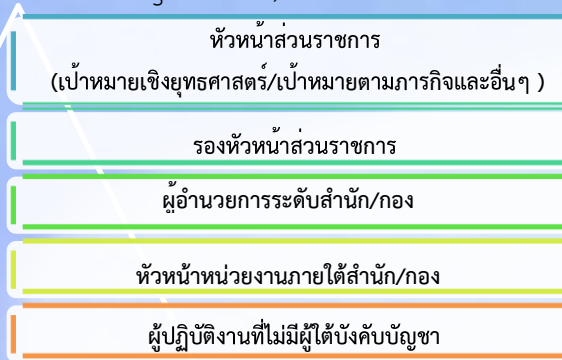 หัวหน้าส่วนราชการ
(เป้าหมายเชิงยุทธศาสตร์/เป้าหมายตามภารกิจและอื่นๆ )
รองหัวหน้าส่วนราชการ
ผู้อำนวยการระดับสำนัก/กอง
หัวหน้าหน่วยงานภายใต้สำนัก/กอง
ผู้ปฏิบัติงานที่ไม่มีผู้ใต้บังคับบัญชา